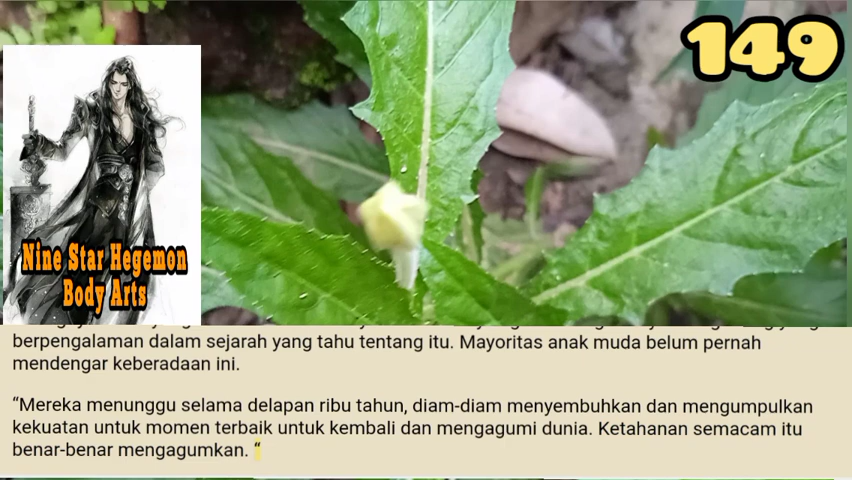 149
Nine Star Hegemon
Body Arts
berpengalaman dalam sejarah yang tahu tentang itu. Mayoritas anak muda belum pernah
mendengar keberadaan ini.
“Mereka menunggu selama delapan ribu tahun, diam-diam menyembuhkan dan mengumpulkan
kekuatan untuk momen terbaik untuk kembali dan mengagumi dunia. Ketahanan semacam itu
benar-benar mengagumkan. “